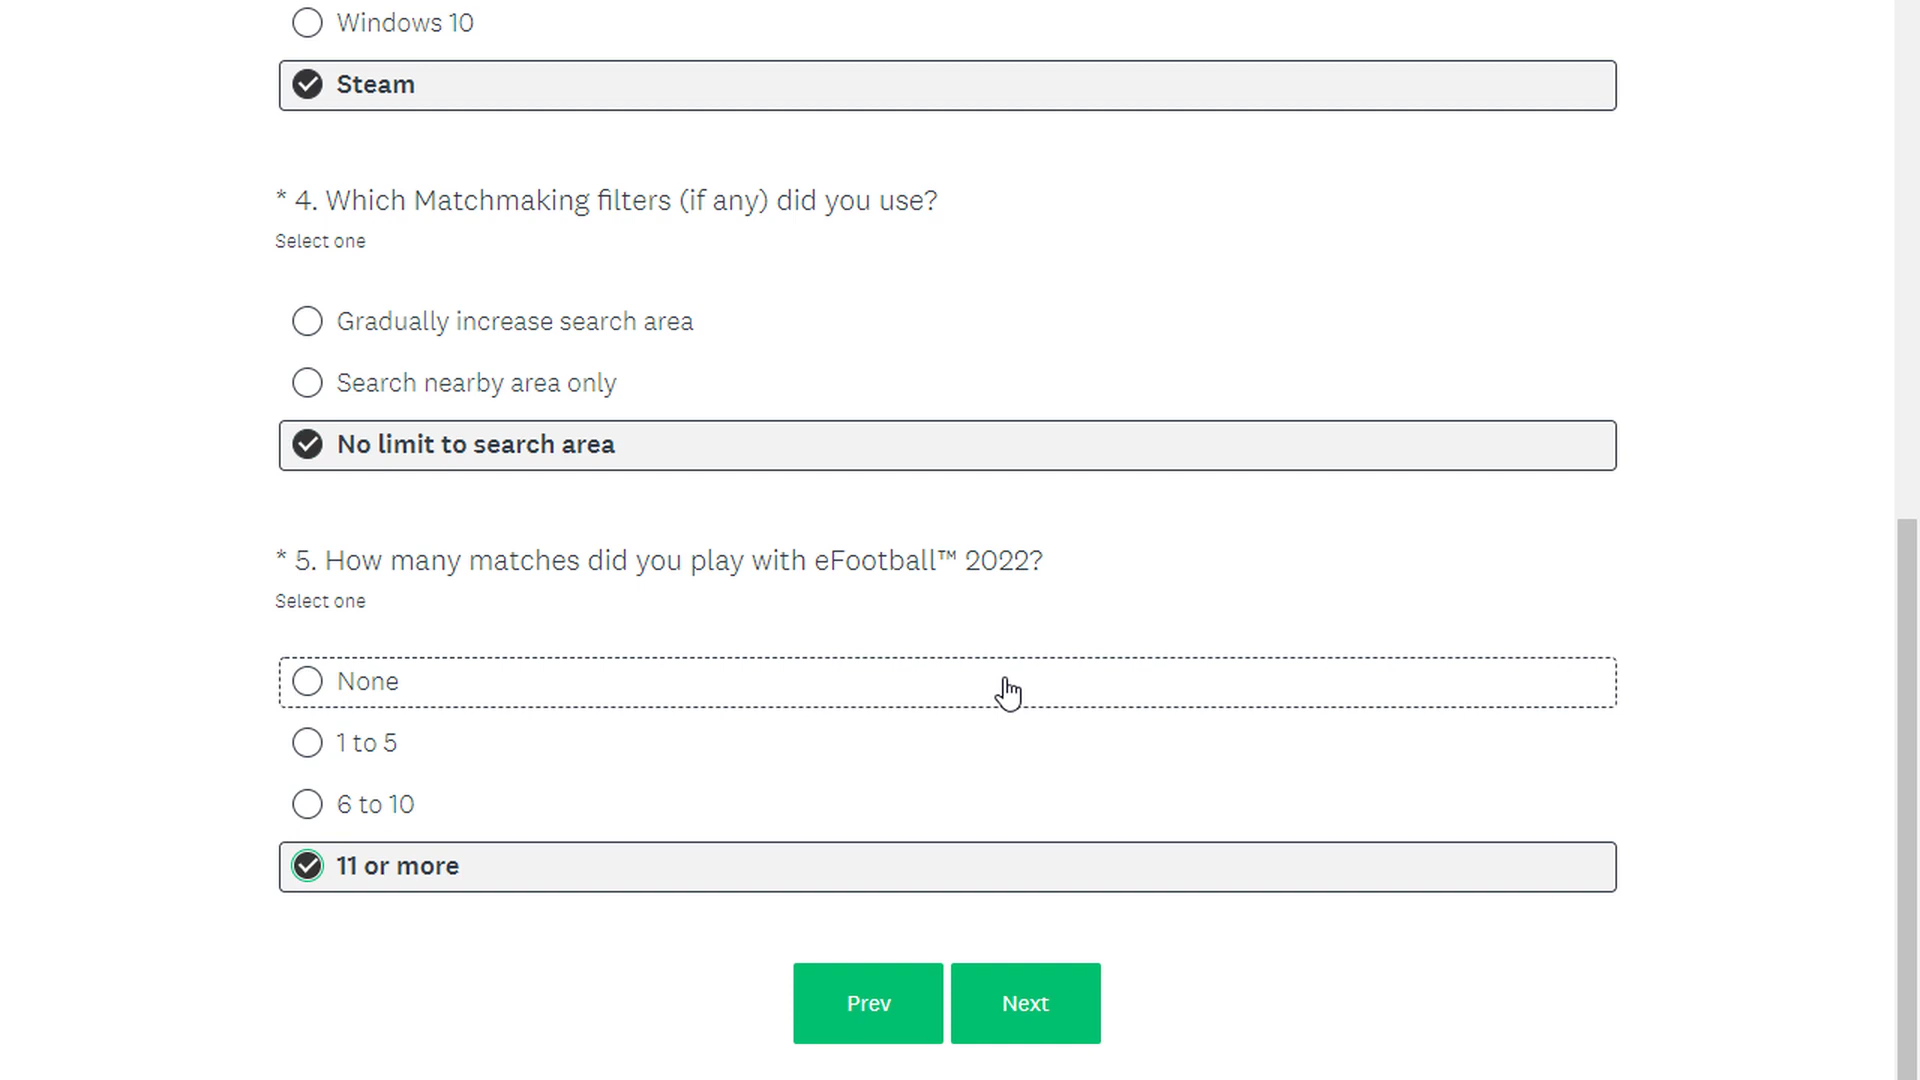 Windows 10
Steam
* 4. Which Matchmaking filters (if any) did you use?
Select one
Gradually increase search area
Search nearby area only
No limit to search area
* 5. How many matches did you play with eFootball™ 2022?
Select one
None
1 to 5
6 to 10
11 or more
Prev Next